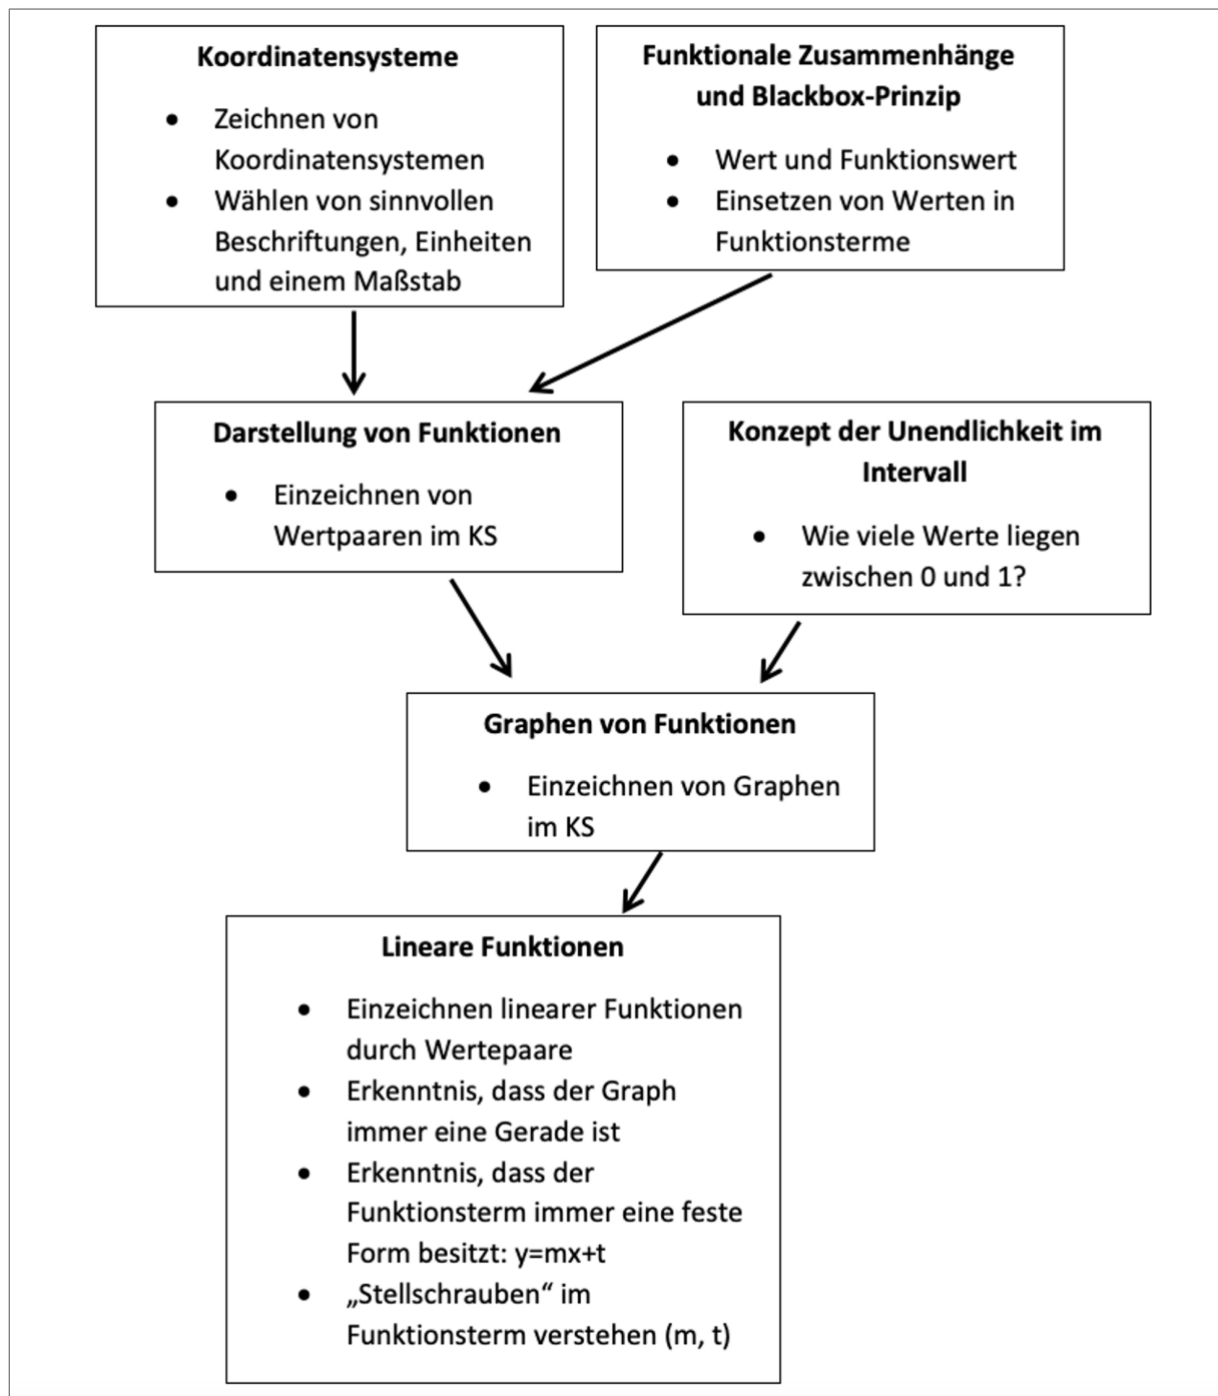 Koordinatensysteme
• Zeichnen von
Koordinatensystemen
• Wählen von sinnvollen
Beschriftungen, Einheiten
und einem Maßstab
Funktionale Zusammenhänge
und Blackbox-Prinzip
• Wert und Funktionswert
• Einsetzen von Werten in
Funktionsterme
Darstellung von Funktionen
• Einzeichnen von
Wertpaaren im KS
Konzept der Unendlichkeit im
Intervall
• Wie viele Werte liegen
zwischen 0 und 1?
Graphen von Funktionen
• Einzeichnen von Graphen
im KS
Lineare Funktionen
• Einzeichnen linearer Funktionen
durch Wertepaare
• Erkenntnis, dass der Graph
immer eine Gerade ist
• Erkenntnis, dass der
Funktionsterm immer eine feste
Form besitzt: y=mx+t
• „Stellschrauben“ im
Funktionsterm verstehen (m, t)